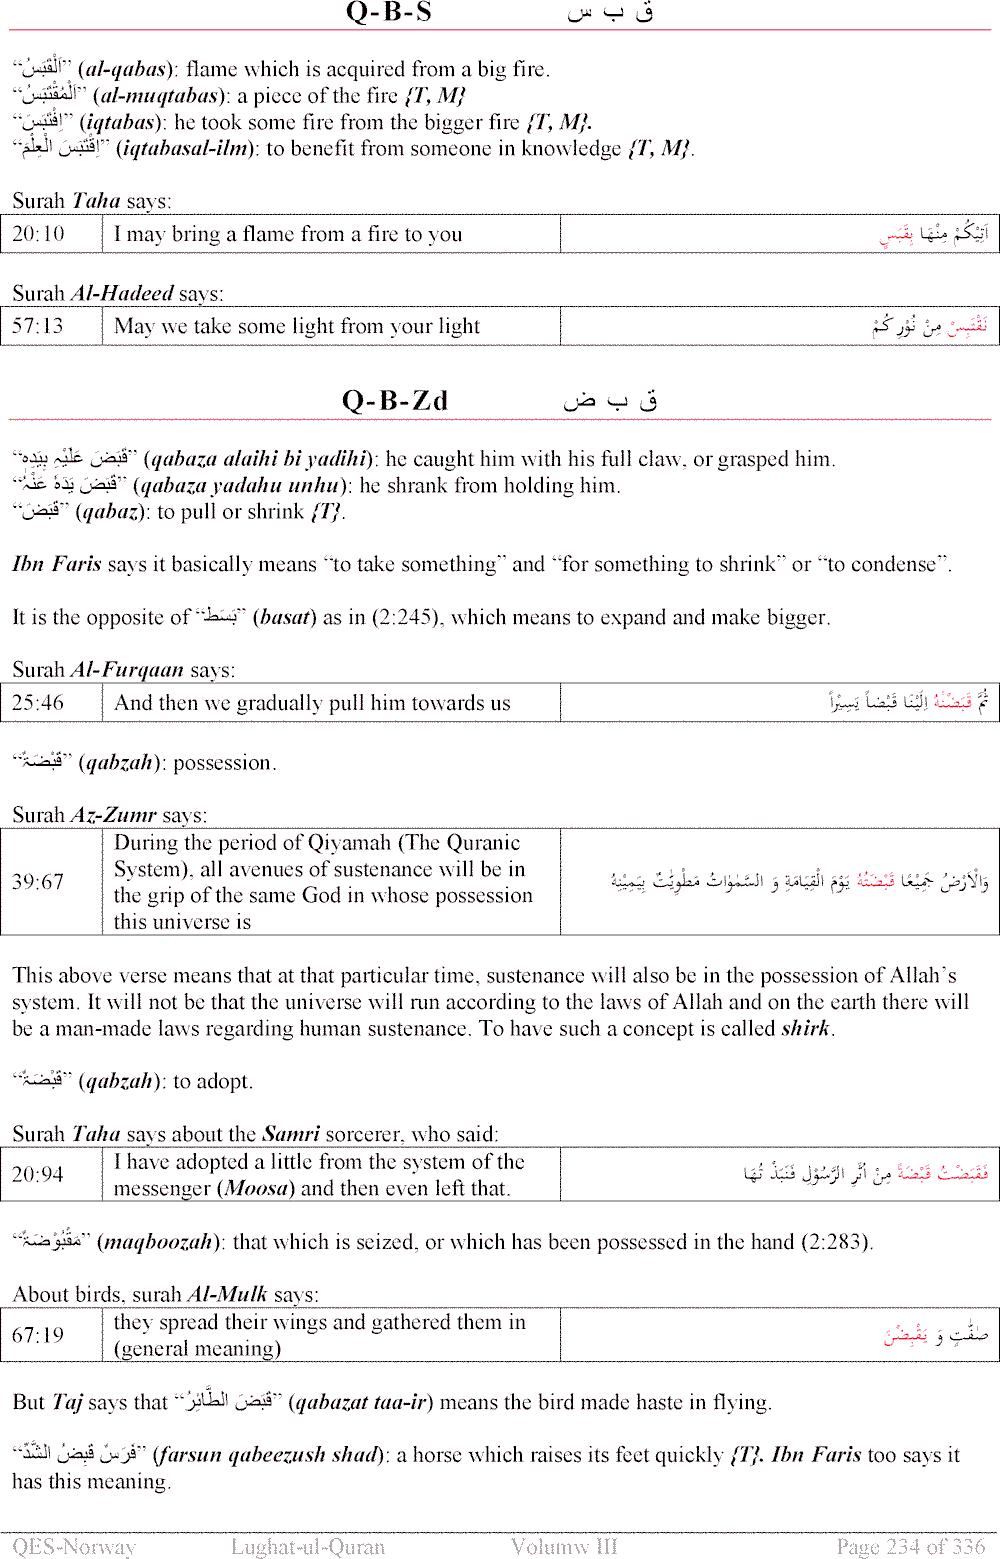 Q-B-S ق ب س
“اَلْقَبَسُ” (al-qabas): flame which is acquired from a big fire.
“اَلْمُقْتَبَسُ” (al-muqtabas): a piece of the fire {T, M}
“اِقْتَبَسَ” (iqtabas): he took some fire from the bigger fire {T, M}.
“اِقْتَبَسَ الْعِلْمَ” (iqtabasal-ilm): to benefit from someone in knowledge {T, M}.
Surah Taha says:
20:10 I may bring a flame from a fire to you اٰتِيْكُمْ مِنْهَا بِقَبَسٍ
Surah Al-Hadeed says:
57:13 May we take some light from your light نَقْتَبِسْ مِنْ نُوْرِ كُمْ
Q-B-Zd ق ب ض
“قَبَضَ عَلَيْہِ بِيَدِهٖ” (qabaza alaihi bi yadihi): he caught him with his full claw, or grasped him.
“قَبَضَ يَدَهٗ عَنْہُ” (qabaza yadahu unhu): he shrank from holding him.
“قَبَضَ” (qabaz): to pull or shrink {T}.
Ibn Faris says it basically means “to take something” and “for something to shrink” or “to condense”.
It is the opposite of “بَسَط” (basat) as in (2:245), which means to expand and make bigger.
Surah Al-Furqaan says:
25:46 And then we gradually pull him towards us ثُمَّ قَبَضْنٰهُ اِلَيْنَا قَبْضاً يَسِيْراً
“قَبْضَۃٌ” (qabzah): possession.
Surah Az-Zumr says:
39:67 During the period of Qiyamah (The Quranic
System), all avenues of sustenance will be in
the grip of the same God in whose possession
this universe is
وَالْاَرْضُ جَمِيْعًا قَبْضَتُهٗ يَوْمَ الْقِيَامَةِ وَ السَّمٰوٰاتُ مَطْوِيّٰتٌ بِيَمِيْنِهٖ
This above verse means that at that particular time, sustenance will also be in the possession of Allah’s
system. It will not be that the universe will run according to the laws of Allah and on the earth there will
be a man-made laws regarding human sustenance. To have such a concept is called shirk.
“قَبْضَۃٌ” (qabzah): to adopt.
Surah Taha says about the Samri sorcerer, who said:
20:94 I have adopted a little from the system of the
messenger (Moosa) and then even left that.
فَقَبَضْتُ قَبْضَةً مِنْ اَثَرِ الرَّسُوْلِ فَنَبَذْ تُهَا
“مَقْبُوْضَۃٌ” (maqboozah): that which is seized, or which has been possessed in the hand (2:283).
About birds, surah Al-Mulk says:
67:19 they spread their wings and gathered them in
(general meaning)
صٰفّٰتٍ وَ يَقْبِضْنَ
But Taj says that “قَبَضَ الطَّائِرُ” (qabazat taa-ir) means the bird made haste in flying.
“فَرَسٌ قَبِضُ الشَّدِّ” (farsun qabeezush shad): a horse which raises its feet quickly {T}. Ibn Faris too says it
has this meaning.
QES-Norway Lughat-ul-Quran Volumw III Page 234 of 336